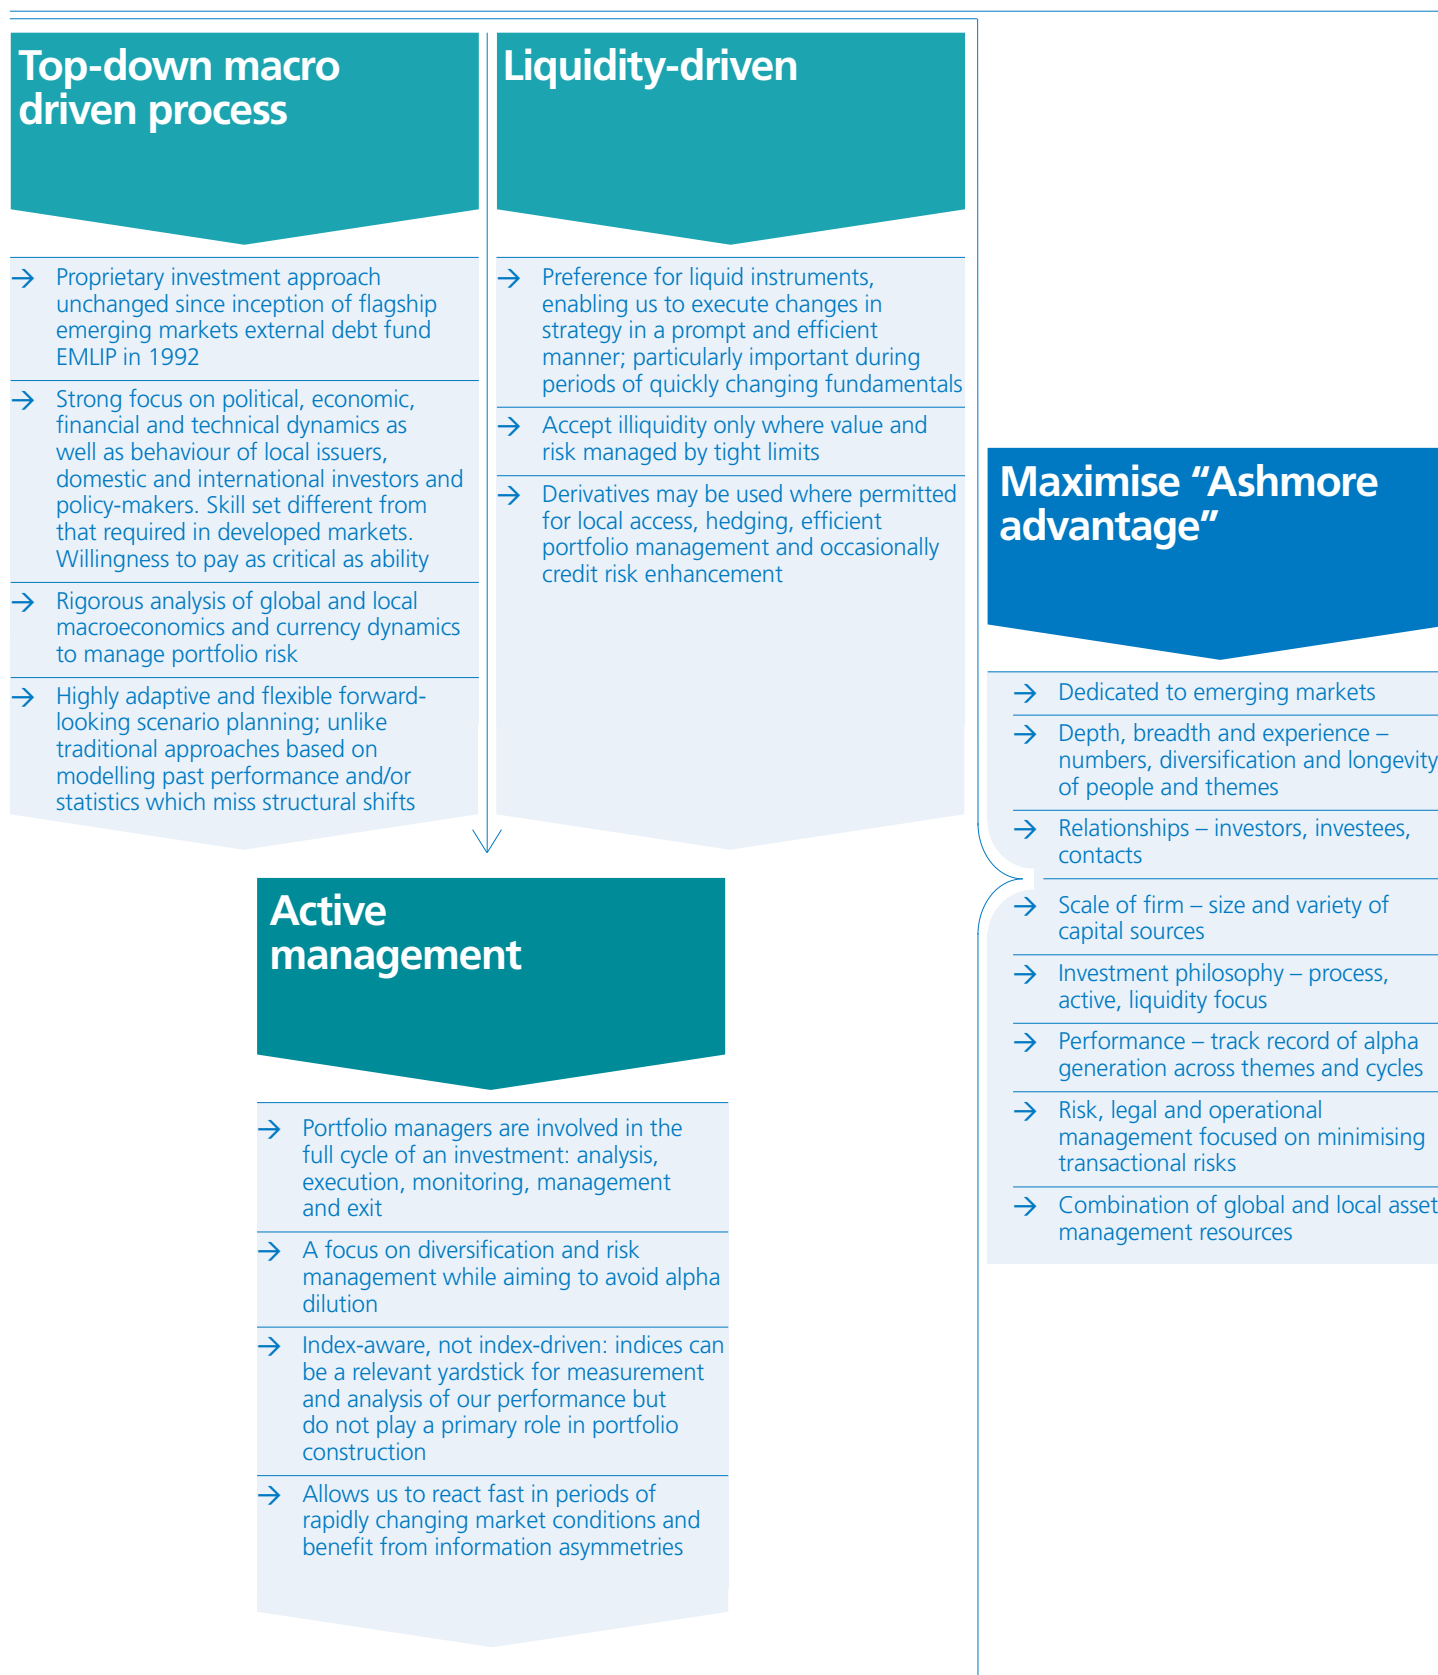 Top-down macro
driven process
Proprietary investment approach
unchanged since inception of flagship
emerging markets external debt fund
EMLIP in 1992
Strong focus on political, economic,
financial and technical dynamics as
well as behaviour of local issuers,
domestic and international investors and
policy-makers. Skill set different from
that required in developed markets.
Willingness to pay as critical as ability
Rigorous analysis of global and local
macroeconomics and currency dynamics
to manage portfolio risk
Highly adaptive and flexible forward-
looking scenario planning; unlike
traditional approaches based on
modelling past performance and/or
statistics which miss structural shifts
Liquidity-driven
Preference for liquid instruments,
enabling us to execute changes in
strategy in a prompt and efficient
manner; particularly important during
periods of quickly changing fundamentals
Accept illiquidity only where value and
risk managed by tight limits
Derivatives may be used where permitted
for local access, hedging, efficient
portfolio management and occasionally
credit risk enhancement
Active
management
Portfolio managers are involved in the
full cycle of an investment: analysis,
execution, monitoring, management
and exit
A focus on diversification and risk
management while aiming to avoid alpha
dilution
Index-aware, not index-driven: indices can
be a relevant yardstick for measurement
and analysis of our performance but
do not play a primary role in portfolio
construction
Allows us to react fast in periods of
rapidly changing market conditions and
benefit from information asymmetries
Maximise “Ashmore
advantage”
Dedicated to emerging markets
Depth, breadth and experience –
numbers, diversification and longevity
of people and themes
Relationships – investors, investees,
contacts
Scale of firm – size and variety of
capital sources
Investment philosophy – process,
active, liquidity focus
Performance – track record of alpha
generation across themes and cycles
Risk, legal and operational
management focused on minimising
transactional risks
Combination of global and local asset
management resources